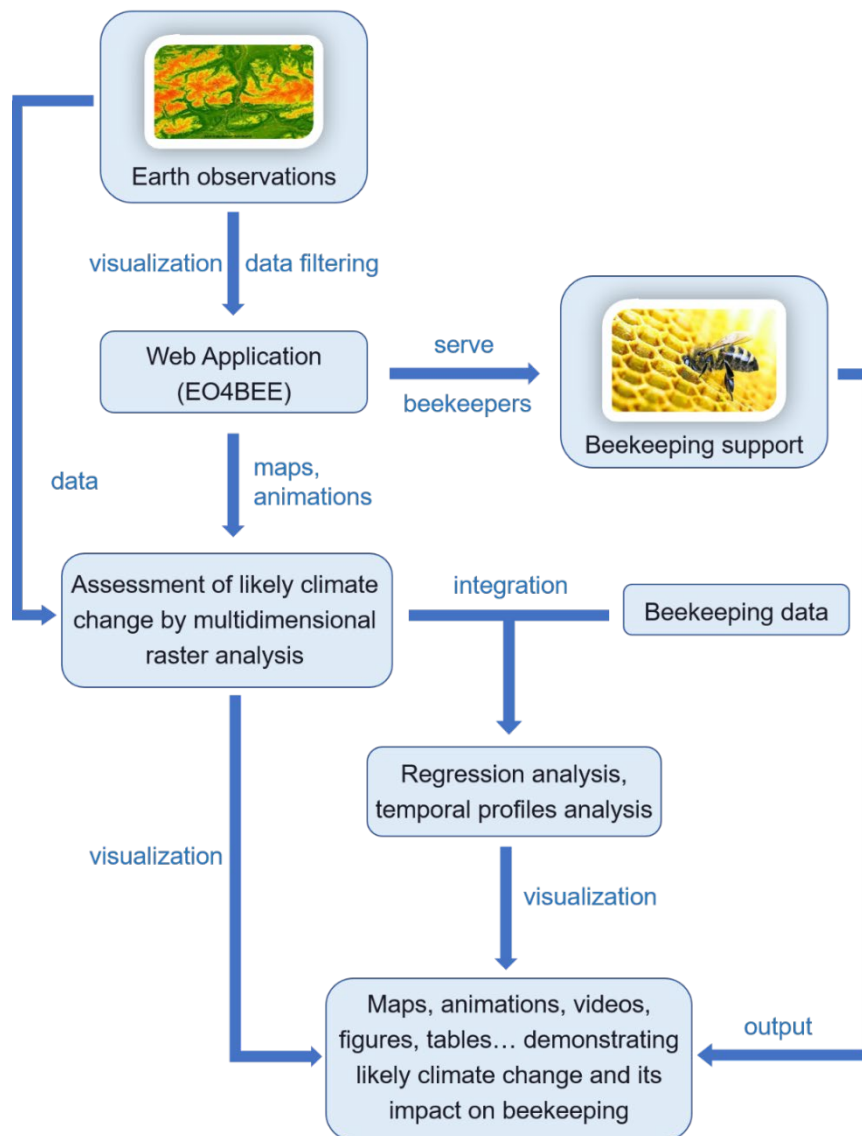 Earth observations
visualization
data filtering
Web Application
(EO4BEE)
serve
beekeepers
Beekeeping support
data
maps,
animations
Assessment of likely climate
change by multidimensional
raster analysis
integration
Beekeeping data
Regression analysis,
temporal profiles analysis
visualization
visualization
Maps, animations, videos,
figures, tables… demonstrating
likely climate change and its
impact on beekeeping
output